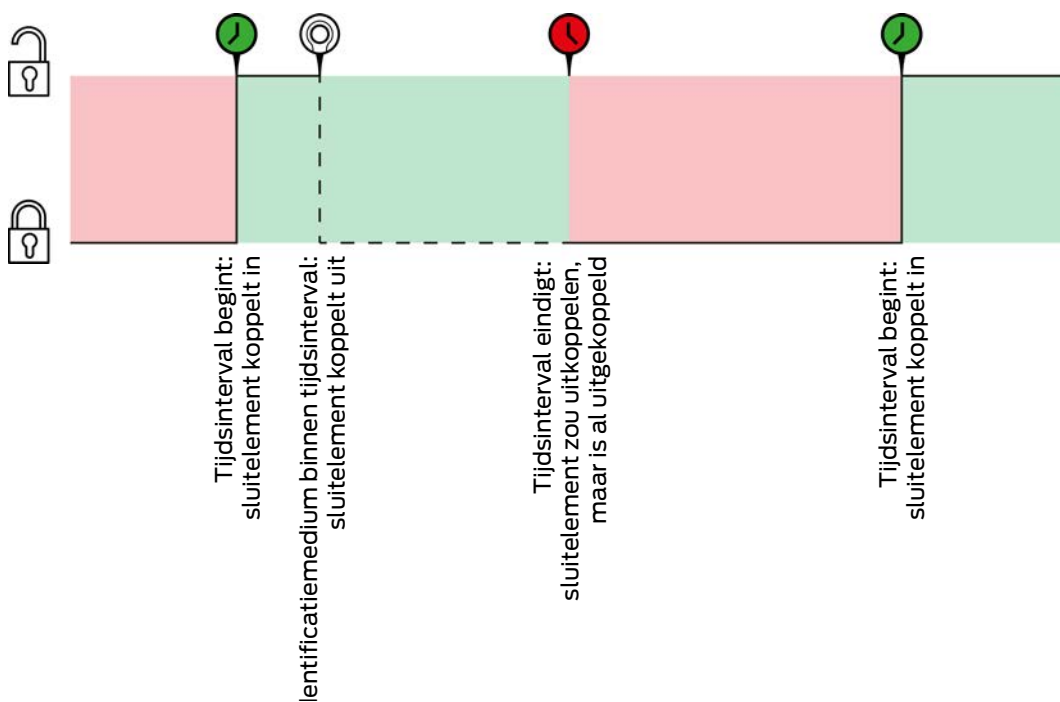 Tijdsinterval begint:
sluitelement koppelt in
dentificatiemedium binnen tijdsinterval:
sluitelement koppelt uit
Tijdsinterval eindigt:
sluitelement zou uitkoppelen,
maar is al uitgekoppeld
Tijdsinterval begint:
sluitelement koppelt in